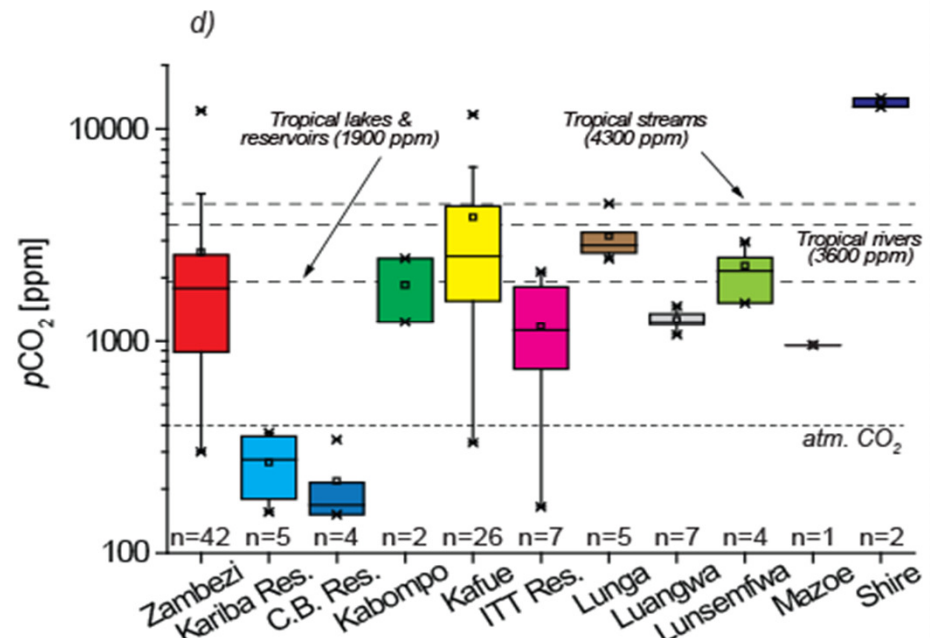 d)
Tropical lakes &
reservoirs (1900 ppm)
Tropical streams
(4300 ppm)
Tropical rivers
(3600 ppm)
atm. CO₂
pCO₂ [ppm]
10000
1000
100
n=42 n=5 n=4 n=2 n=26 n=7 n=5 n=7 n=4 n=1 n=2
Zambezi Kariba Res. C.B. Res. Kabompo Kafue ITT Res. Lunga Luangwa Lunsemfwa Mazoe Shire